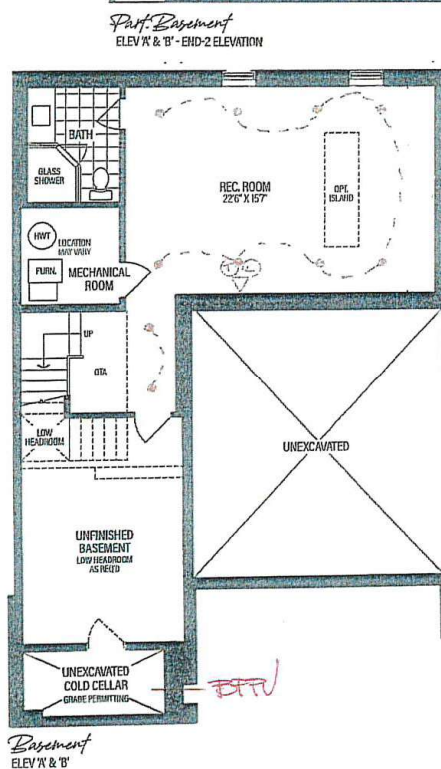 Part. Basement
ELEV 'A' & 'B' - END-2 ELEVATION
BATH
GLASS
SHOWER
REC. ROOM
22'6" X 15'7"
OPT.
ISLAND
HWT
LOCATION
MAY VARY
FURN.
MECHANICAL
ROOM
UP
OTA
LOW
HEADROOM
UNEXCAVATED
UNFINISHED
BASEMENT
LOW HEADROOM
AS REQ'D
UNEXCAVATED
COLD CELLAR
GRADE PERMITTING
Basement
ELEV 'A' & 'B'